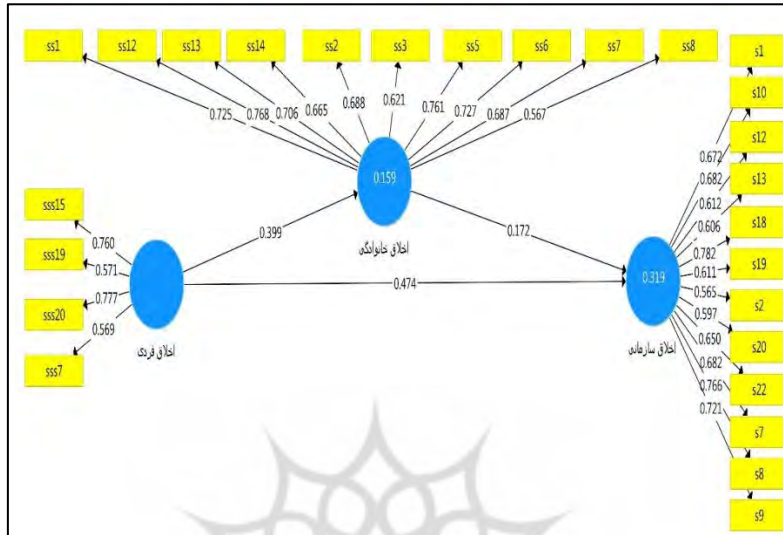 ss1 ss12 ss13 ss14 ss2 ss3 ss5 ss6 ss7 ss8
0.725 0.768 0.706 0.665 0.688 0.621 0.761 0.727 0.687 0.567
0.159
اخلاق خانوادگی
sss15
sss19
sss20
sss7
0.760
0.571
0.777
0.569
اخلاق فردی
0.399
0.172
0.474
0.319
اخلاق سازمانی
0.672
0.682
0.612
0.606
0.782
0.611
0.565
0.597
0.650
0.682
0.766
0.721
s1
s10
s12
s13
s18
s19
s2
s20
s22
s7
s8
s9